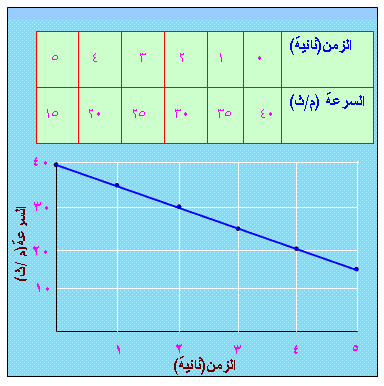 الزمن(ثانية) ٠ ١ ٢ ٣ ٤ ٥
السرعة (م/ث) ٤٠ ٣٥ ٣٠ ٢٥ ٢٠ ١٥
السرعة(م/ث)
٤٠
٣٠
٢٠
١٠
١ ٢ ٣ ٤ ٥
الزمن(ثانية)